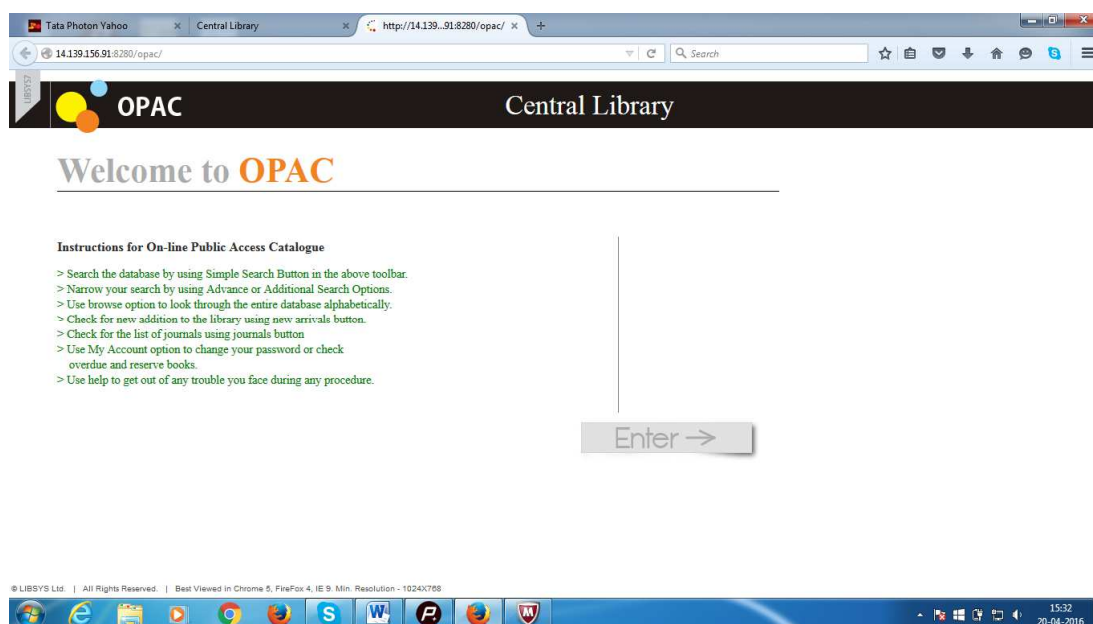 Tata Photon Yahoo
Central Library
http://14.139...91:8280/opac/
14.139.156.91:8280/opac/
Search
LIBSYS7
OPAC
Central Library
Welcome to OPAC
Instructions for On-line Public Access Catalogue
> Search the database by using Simple Search Button in the above toolbar.
> Narrow your search by using Advance or Additional Search Options.
> Use browse option to look through the entire database alphabetically.
> Check for new addition to the library using new arrivals button.
> Check for the list of journals using journals button
> Use My Account option to change your password or check
overdue and reserve books.
> Use help to get out of any trouble you face during any procedure.
Enter →
© LIBSYS Ltd. | All Rights Reserved. | Best Viewed in Chrome 5, FireFox 4, IE 9. Min. Resolution - 1024X768
15:32
20-04-2016